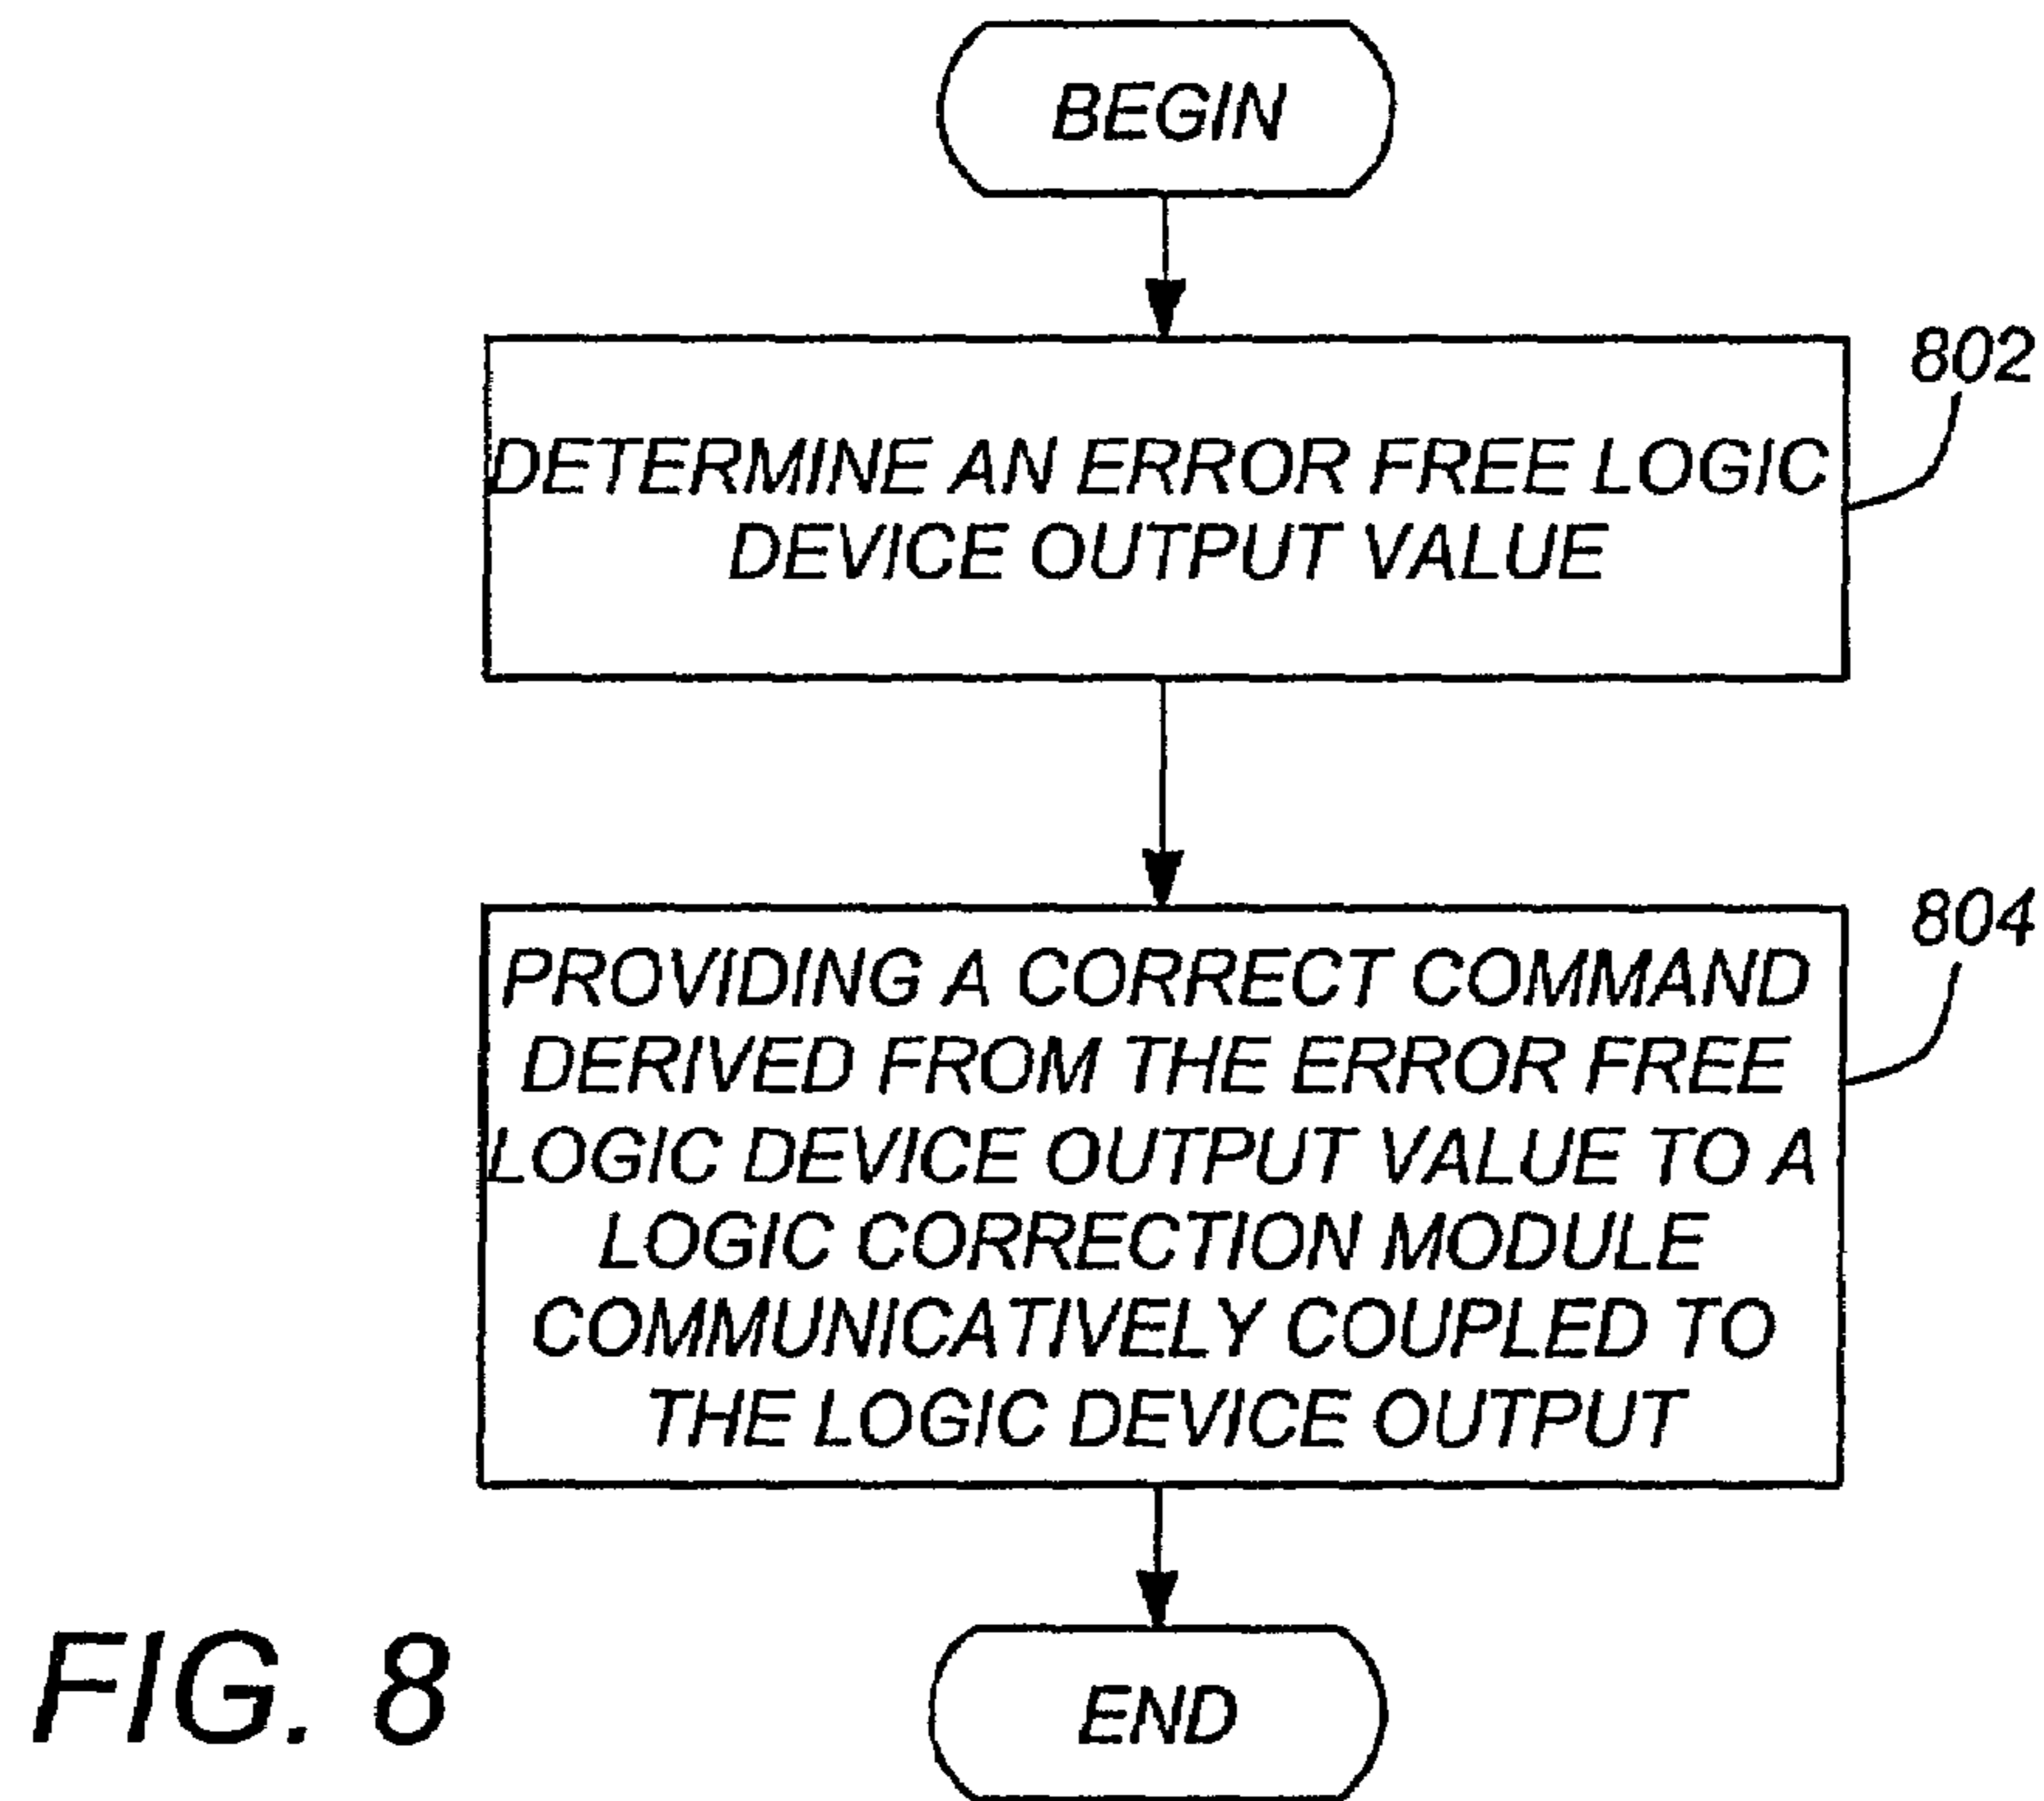 BEGIN
802
DETERMINE AN ERROR FREE LOGIC
DEVICE OUTPUT VALUE
804
PROVIDING A CORRECT COMMAND
DERIVED FROM THE ERROR FREE
LOGIC DEVICE OUTPUT VALUE TO A
LOGIC CORRECTION MODULE
COMMUNICATIVELY COUPLED TO
THE LOGIC DEVICE OUTPUT
END
FIG. 8